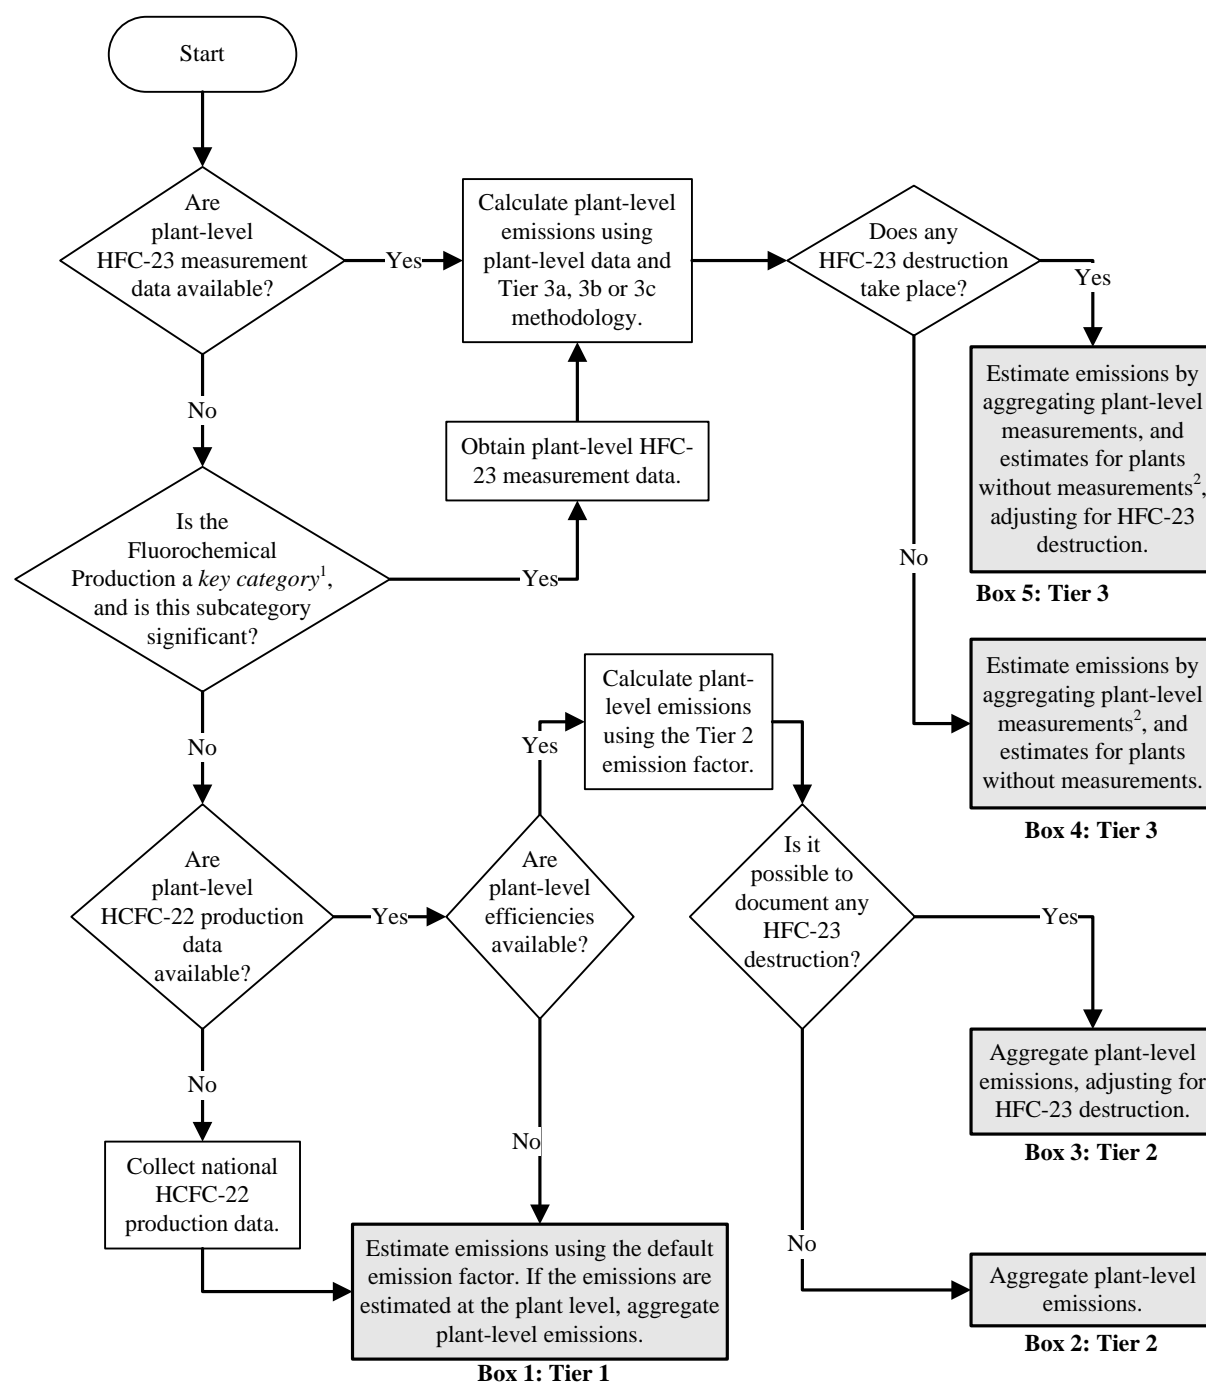 Start
Are
plant-level
HFC-23 measurement
data available?
Yes
Calculate plant-level
emissions using
plant-level data and
Tier 3a, 3b or 3c
methodology.
Does any
HFC-23 destruction
take place?
Yes
Estimate emissions by
aggregating plant-level
measurements, and
estimates for plants
without measurements²,
adjusting for HFC-23
destruction.
Box 5: Tier 3
No
Obtain plant-level HFC-
23 measurement data.
Is the
Fluorochemical
Production a key category¹,
and is this subcategory
significant?
Yes
No
Estimate emissions by
aggregating plant-level
measurements², and
estimates for plants
without measurements.
Box 4: Tier 3
No
Calculate plant-
level emissions
using the Tier 2
emission factor.
Yes
Are
plant-level
HCFC-22 production
data
available?
Yes
Are
plant-level
efficiencies
available?
Is it
possible to
document any
HFC-23
destruction?
Yes
Aggregate plant-level
emissions, adjusting for
HFC-23 destruction.
Box 3: Tier 2
No
Collect national
HCFC-22
production data.
No
Estimate emissions using the default
emission factor. If the emissions are
estimated at the plant level, aggregate
plant-level emissions.
Box 1: Tier 1
No
Aggregate plant-level
emissions.
Box 2: Tier 2